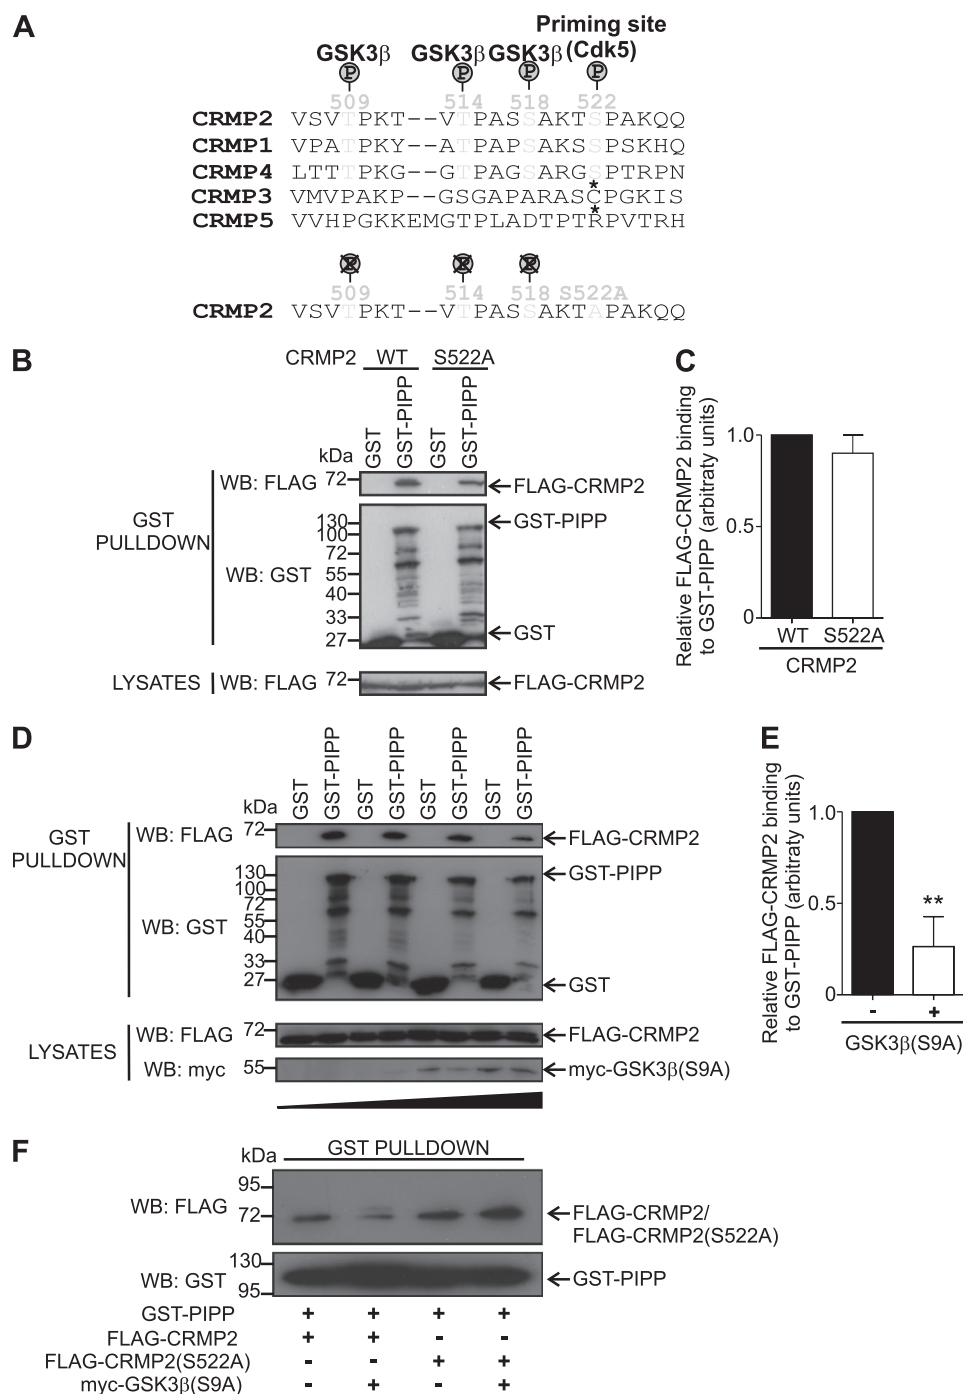 A
Priming site
GSK3β GSK3β GSK3β (Cdk5)
P P P P
509 514 518 522
CRMP2 VSVTPKT--VTPASSAKTSPAKQQ
CRMP1 VPATPKY--ATPAPSAKSSPSKHQ
CRMP4 LTTTPKG--GTPAGSARGSPTRPN
*
CRMP3 VMVPAKP--GSGAPARASCPGKIS
*
CRMP5 VVHPGKKEMGTPLADTPTRPVTRH
P P P
509 514 518 S522A
CRMP2 VSVTPKT--VTPASSAKTAPAKQQ
B
CRMP2 WT S522A
GST GST-PIPP GST GST-PIPP
kDa
WB: FLAG 72 FLAG-CRMP2
GST PULLDOWN
WB: GST
130 GST-PIPP
100
72
55
40
33
27 GST
LYSATES WB: FLAG 72 FLAG-CRMP2
C
Relative FLAG-CRMP2 binding
to GST-PIPP (arbitraty units)
1.0
0.5
0
WT S522A
CRMP2
D
GST GST-PIPP GST GST-PIPP GST GST-PIPP GST GST-PIPP
kDa
GST PULLDOWN
WB: FLAG 72 FLAG-CRMP2
WB: GST
130 GST-PIPP
100
72
55
40
33
27 GST
LYSATES
WB: FLAG 72 FLAG-CRMP2
WB: myc 55 myc-GSK3β(S9A)
E
Relative FLAG-CRMP2 binding
to GST-PIPP (arbitraty units)
1.0
0.5
0
**
- +
GSK3β(S9A)
F
kDa GST PULLDOWN
95
WB: FLAG
72 FLAG-CRMP2/
FLAG-CRMP2(S522A)
130
WB: GST GST-PIPP
95
GST-PIPP + + + +
FLAG-CRMP2 + + - -
FLAG-CRMP2(S522A) - - + +
myc-GSK3β(S9A) - + - +